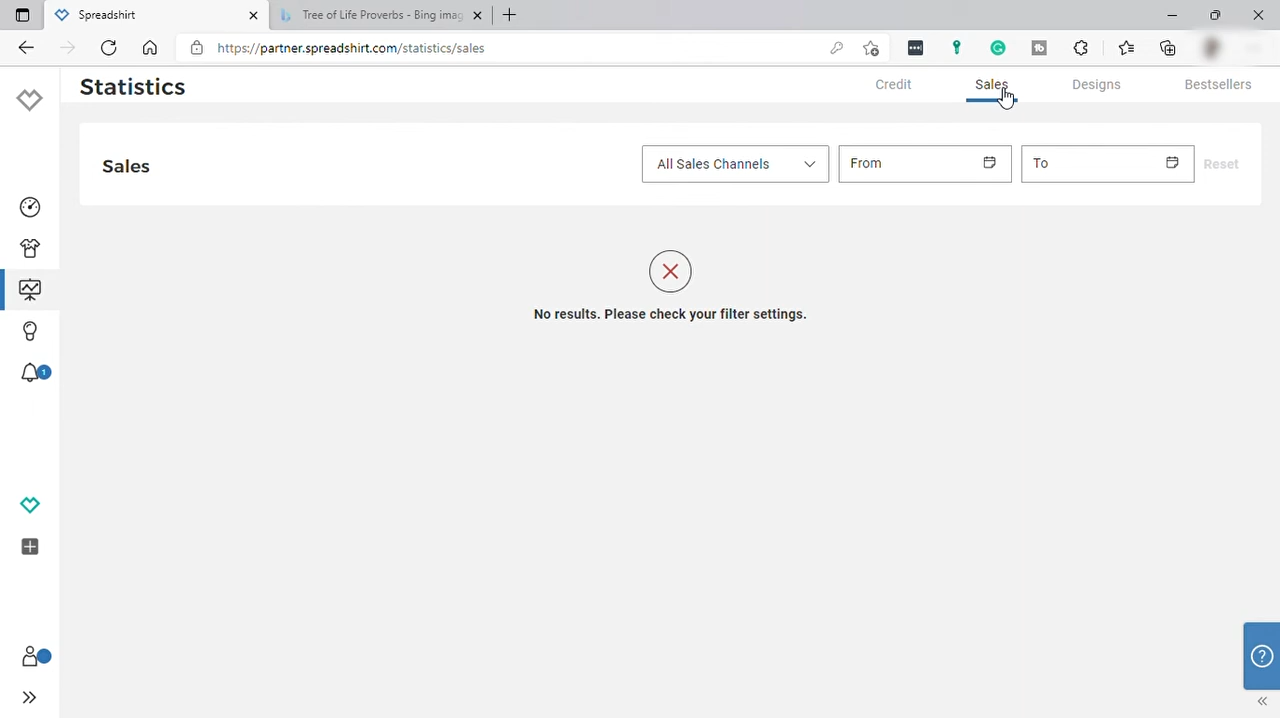 Spreadshirt
Tree of Life Proverbs - Bing imag
https://partner.spreadshirt.com/statistics/sales
Statistics
Credit
Sales
Designs
Bestsellers
Sales
All Sales Channels
From
To
Reset
No results. Please check your filter settings.
1